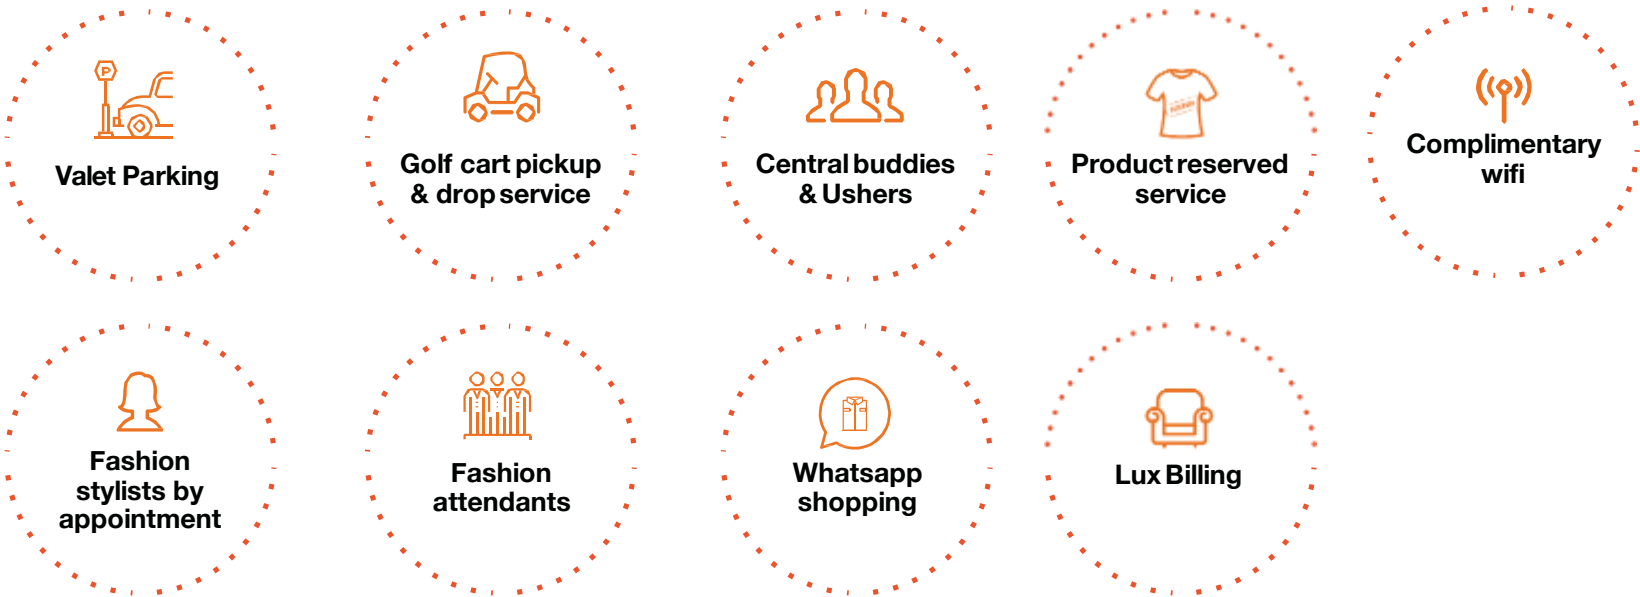 P
Valet Parking
Golf cart pickup
& drop service
Central buddies
& Ushers
Product reserved
service
Complimentary
wifi
Fashion
stylists by
appointment
Fashion
attendants
Whatsapp
shopping
Lux Billing